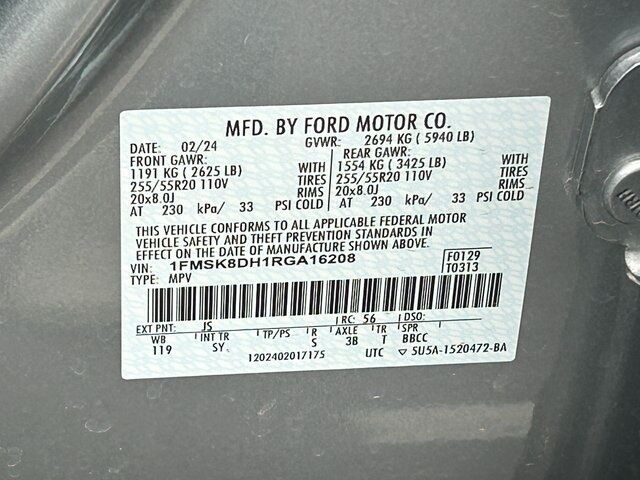 MFD. BY FORD MOTOR CO.
DATE: 02/24 GVWR: 2694 KG ( 5940 LB)
FRONT GAWR: REAR GAWR:
1191 KG ( 2625 LB) WITH 1554 KG ( 3425 LB) WITH
255/55R20 110V TIRES 255/55R20 110V TIRES
20x8.0J RIMS 20x8.0J RIMS
AT 230 kPa/ 33 PSI COLD AT 230 kPa/ 33 PSI COLD
THIS VEHICLE CONFORMS TO ALL APPLICABLE FEDERAL MOTOR
VEHICLE SAFETY AND THEFT PREVENTION STANDARDS IN
EFFECT ON THE DATE OF MANUFACTURE SHOWN ABOVE.
VIN: 1FMSK8DH1RGA16208 F0129
TYPE: MPV T0313
EXT PNT: JS RC: 56 DSO:
WB INT TR TP/PS R AXLE TR SPR
119 SY S 3B T BBCC
1202402017175 UTC SU5A-1520472-BA